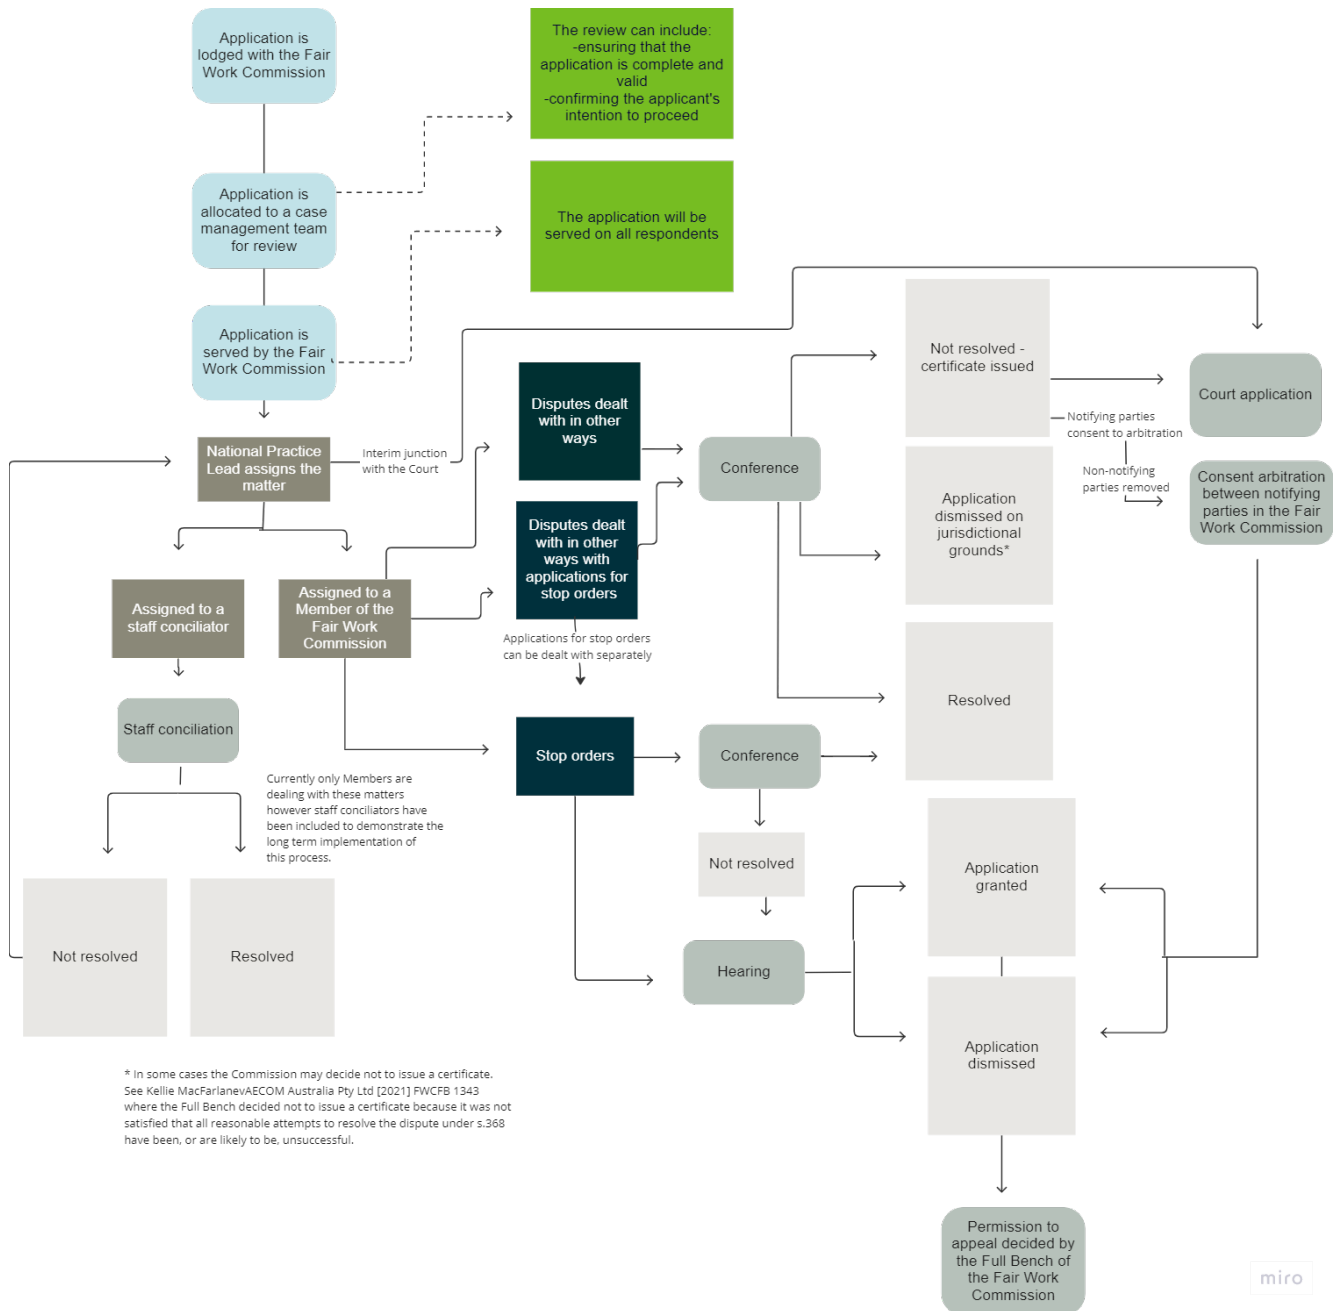 Application is
lodged with the Fair
Work Commission
The review can include:
-ensuring that the
application is complete and
valid
-confirming the applicant's
intention to proceed
Application is
allocated to a case
management team
for review
The application will be
served on all respondents
Application is
served by the Fair
Work Commission
National Practice
Lead assigns the
matter
Interim junction
with the Court
Disputes dealt
with in other
ways
Disputes dealt
with in other
ways with
applications for
stop orders
Applications for stop orders
can be dealt with separately
Conference
Not resolved -
certificate issued
Notifying parties
consent to arbitration
Non-notifying
parties removed
Court application
Consent arbitration
between notifying
parties in the Fair
Work Commission
Application
dismissed on
jurisdictional
grounds*
Resolved
Assigned to a
staff conciliator
Assigned to a
Member of the
Fair Work
Commission
Staff conciliation
Currently only Members are
dealing with these matters
however staff conciliators have
been included to demonstrate the
long term implementation of
this process.
Not resolved
Resolved
Stop orders
Conference
Not resolved
Hearing
Application
granted
Application
dismissed
Permission to
appeal decided by
the Full Bench of
the Fair Work
Commission
* In some cases the Commission may decide not to issue a certificate.
See Kellie MacFarlanevAECOM Australia Pty Ltd [2021] FWCFB 1343
where the Full Bench decided not to issue a certificate because it was not
satisfied that all reasonable attempts to resolve the dispute under s.368
have been, or are likely to be, unsuccessful.
miro